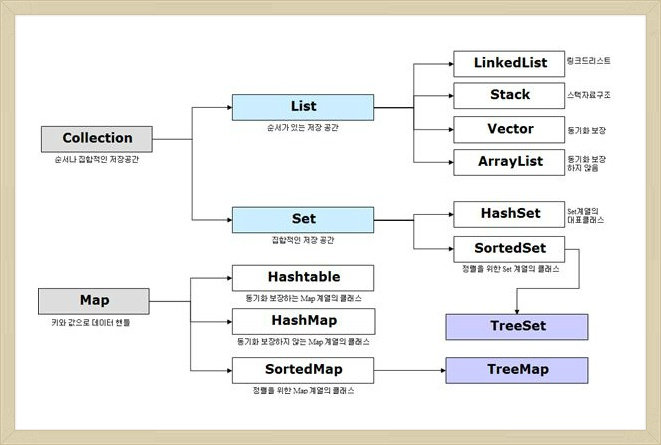 LinkedList
링크드리스트
List
순서가 있는 저장 공간
Stack
스택자료구조
Vector
동기화 보장
ArrayList
동기화 보장
하지 않음
Collection
순서나 집합적인 저장공간
Set
집합적인 저장 공간
HashSet
Set계열의
대표클래스
SortedSet
정렬을 위한 Set 계열의 클래스
TreeSet
Map
키와 값으로 데이터 핸들
Hashtable
동기화 보장하는 Map 계열의 클래스
HashMap
동기화 보장하지 않는 Map 계열의 클래스
SortedMap
정렬을 위한 Map 계열의 클래스
TreeMap